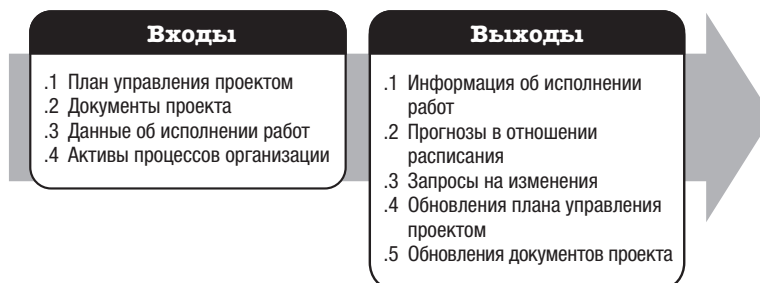 Входы
.1 План управления проектом
.2 Документы проекта
.3 Данные об исполнении работ
.4 Активы процессов организации
Выходы
.1 Информация об исполнении
работ
.2 Прогнозы в отношении
расписания
.3 Запросы на изменения
.4 Обновления плана управления
проектом
.5 Обновления документов проекта